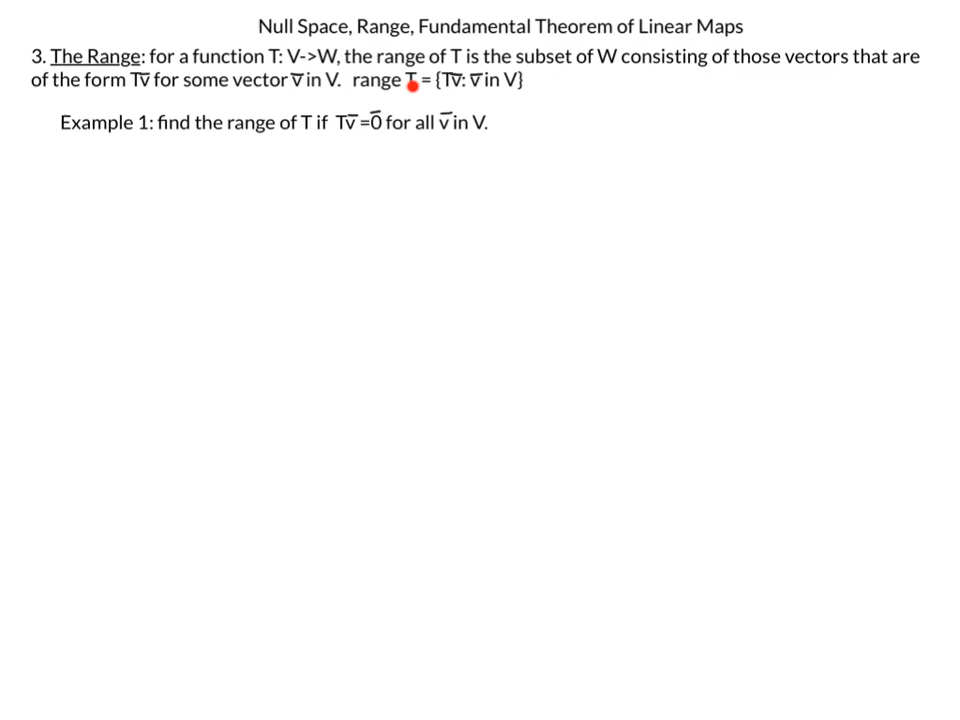 Null Space, Range, Fundamental Theorem of Linear Maps
3. The Range: for a function T: V->W, the range of T is the subset of W consisting of those vectors that are
of the form Tv̄ for some vector v̄ in V. range T = {Tv̄: v̄ in V}
Example 1: find the range of T if Tv̄ =0̄ for all v̄ in V.